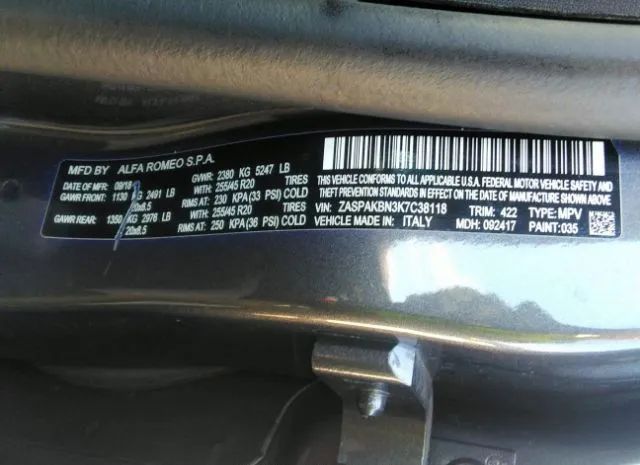 MFD BY ALFA ROMEO S.P.A.
DATE OF MFR 09/18 GVWR: 2380 KG 5247 LB
GAWR FRONT: 1130 KG 2491 LB WITH 255/45 R20 TIRES
RIMS AT: 230 KPA(33 PSI) COLD
GAWR REAR: 1350 KG 2976 LB WITH 255/45 R20 TIRES
20x8.5 RIMS AT: 250 KPA(36 PSI) COLD
THIS VEHICLE CONFORMS TO ALL APPLICABLE U.S.A.
FEDERAL MOTOR VEHICLE SAFETY, BUMPER, AND
THEFT PREVENTION STANDARDS IN EFFECT ON THE DATE
OF MANUFACTURE SHOWN ABOVE
VIN: ZASPAKBN3K7C38118 TRIM: 422 TYPE: MPV
VEHICLE MADE IN: ITALY MDH: 092417 PAINT: 035